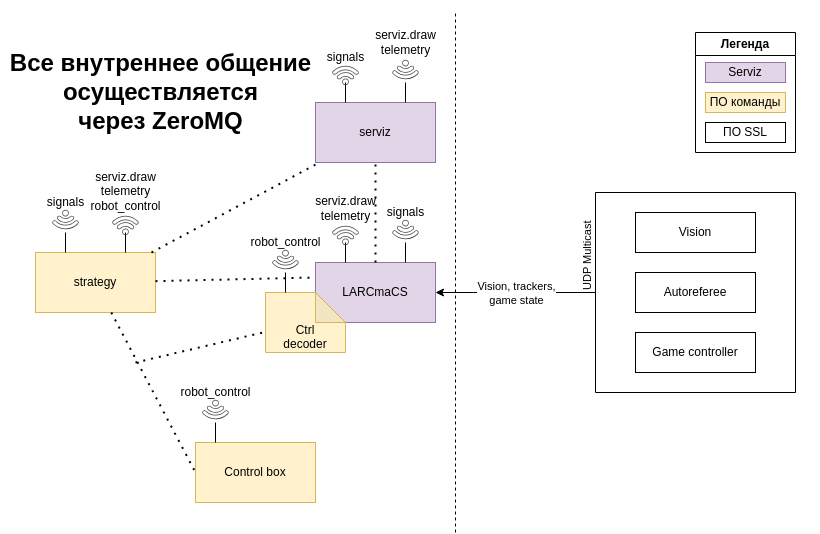 Все внутреннее общение
осуществляется
через ZeroMQ
signals
serviz.draw
telemetry
serviz
Легенда
Serviz
ПО команды
ПО SSL
signals
serviz.draw
telemetry
robot_control
strategy
robot_control
serviz.draw
telemetry
signals
LARCmaCS
Ctrl
decoder
Vision, trackers,
game state
UDP Multicast
Vision
Autoreferee
Game controller
robot_control
Control box